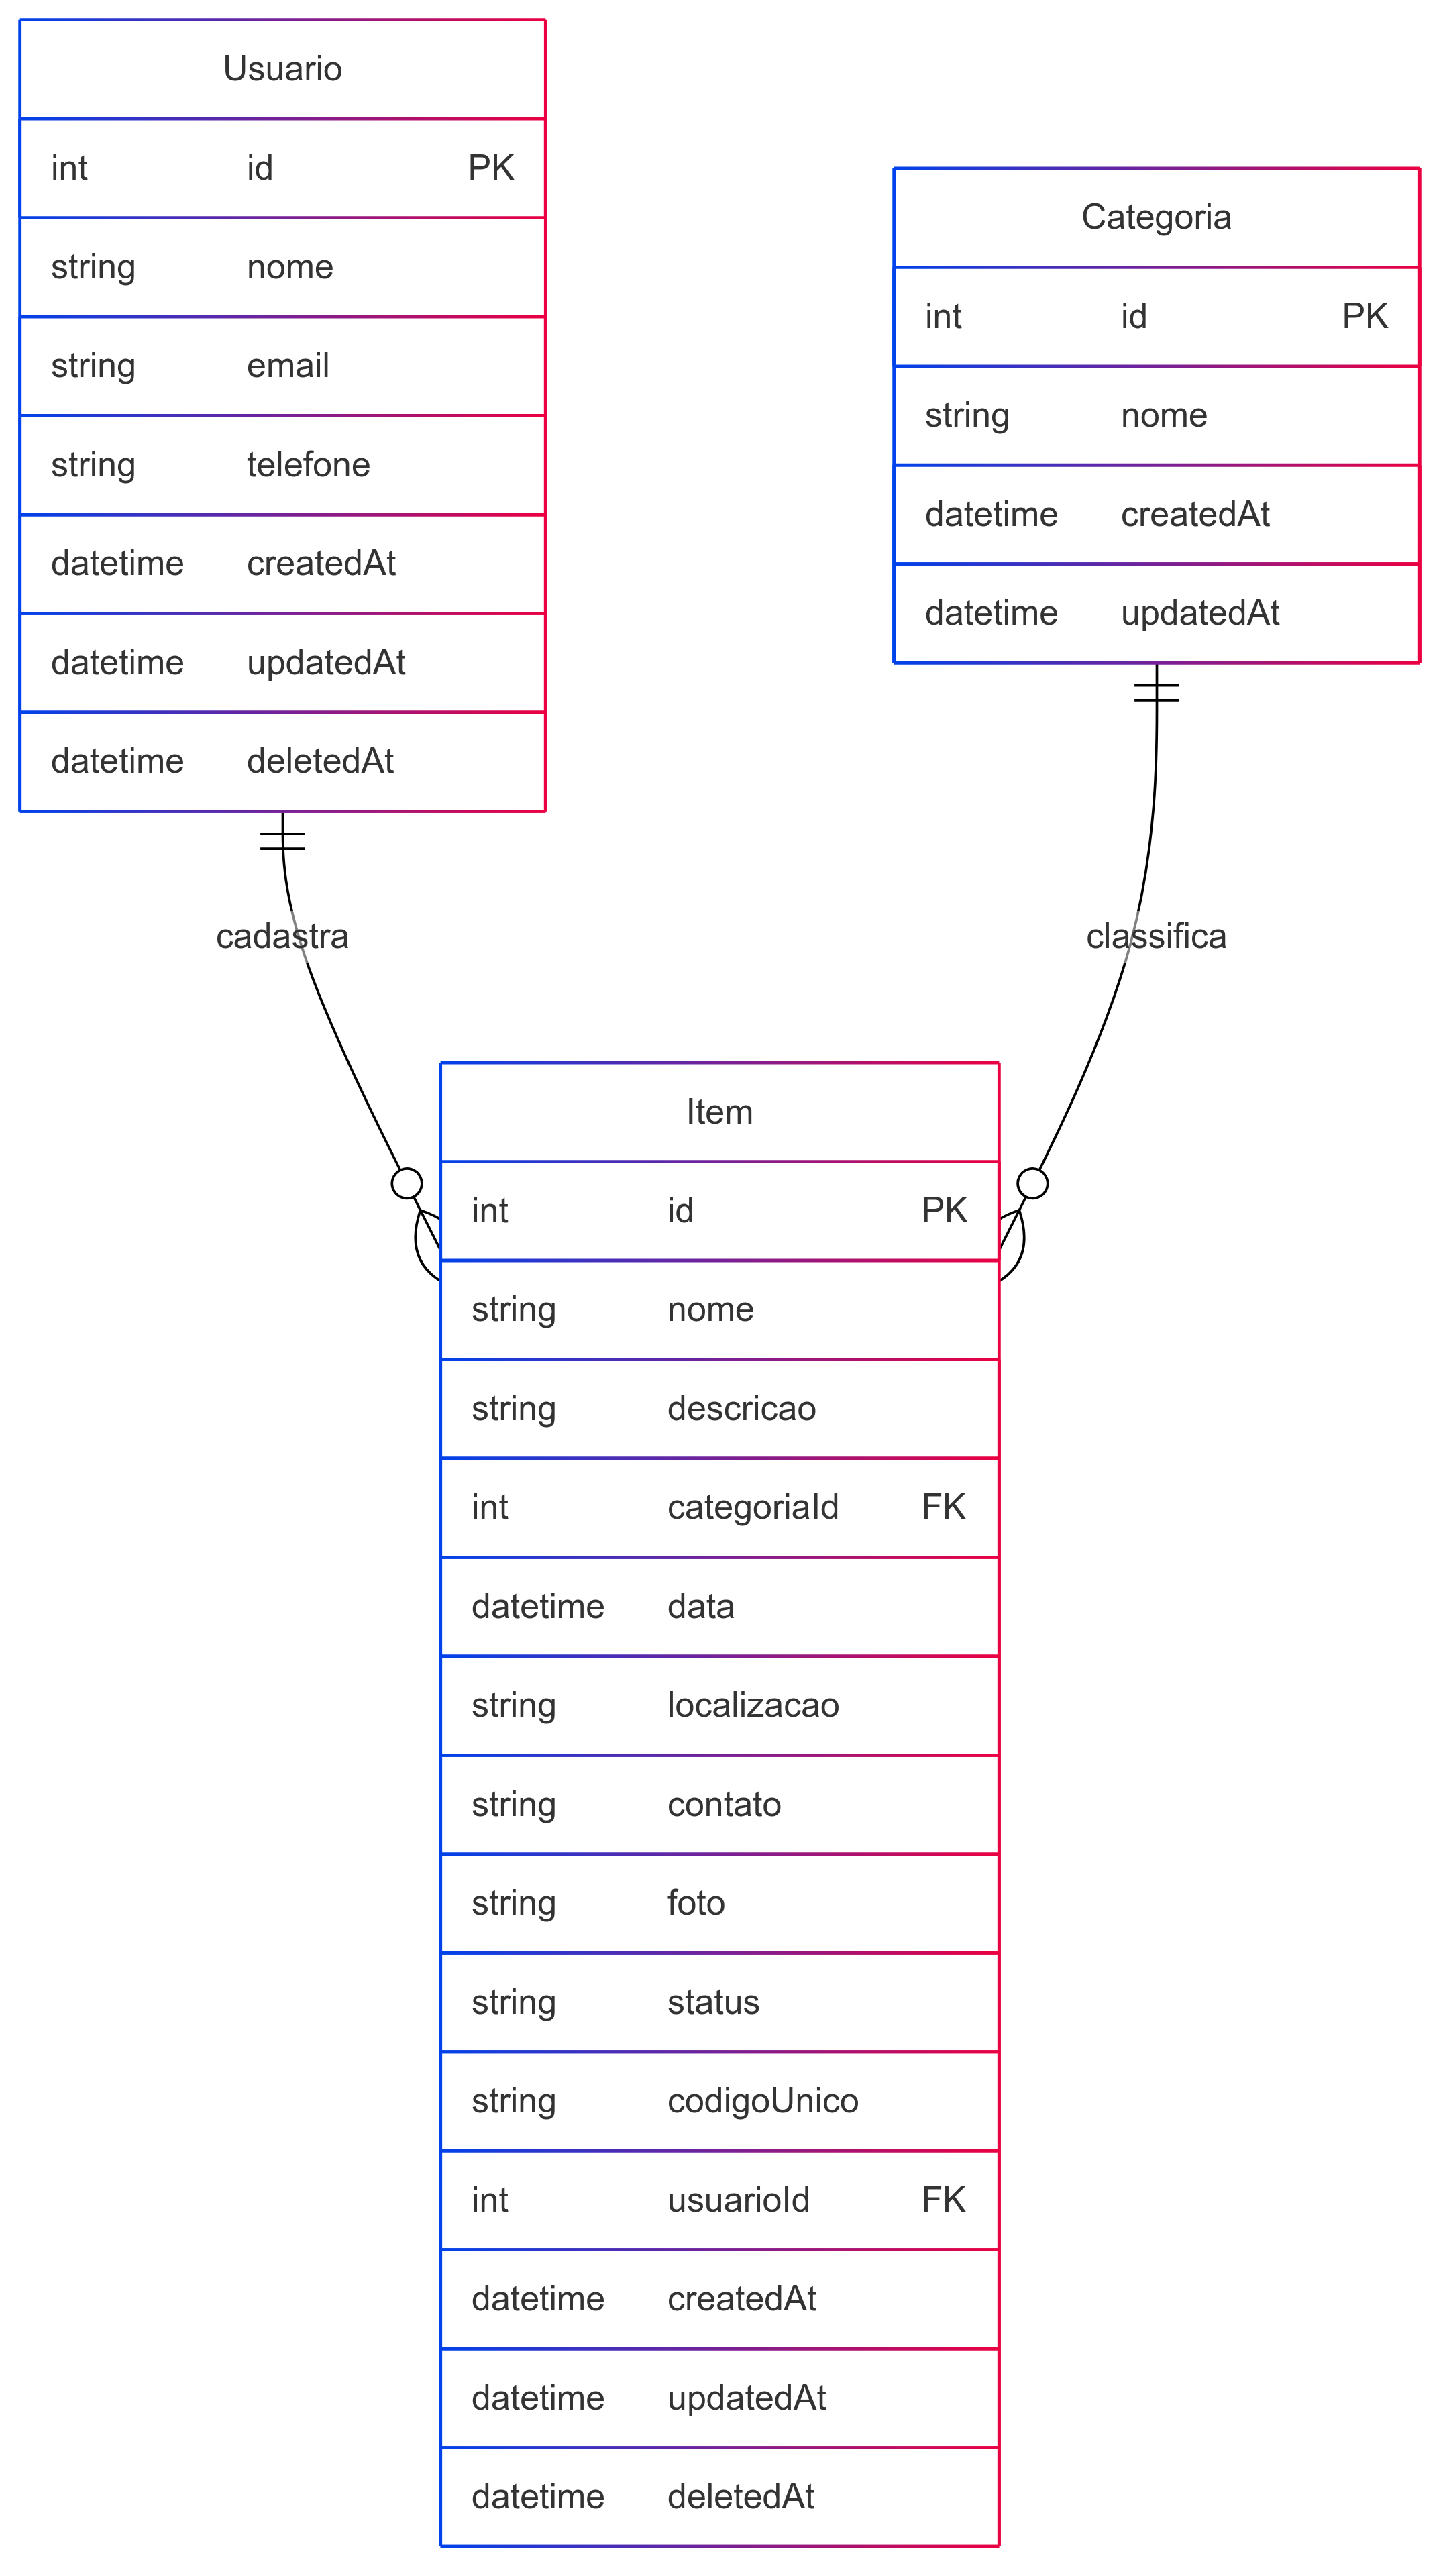 Usuario
int id PK
string nome
string email
string telefone
datetime createdAt
datetime updatedAt
datetime deletedAt
Categoria
int id PK
string nome
datetime createdAt
datetime updatedAt
cadastra
classifica
Item
int id PK
string nome
string descricao
int categoriaId FK
datetime data
string localizacao
string contato
string foto
string status
string codigoUnico
int usuarioId FK
datetime createdAt
datetime updatedAt
datetime deletedAt